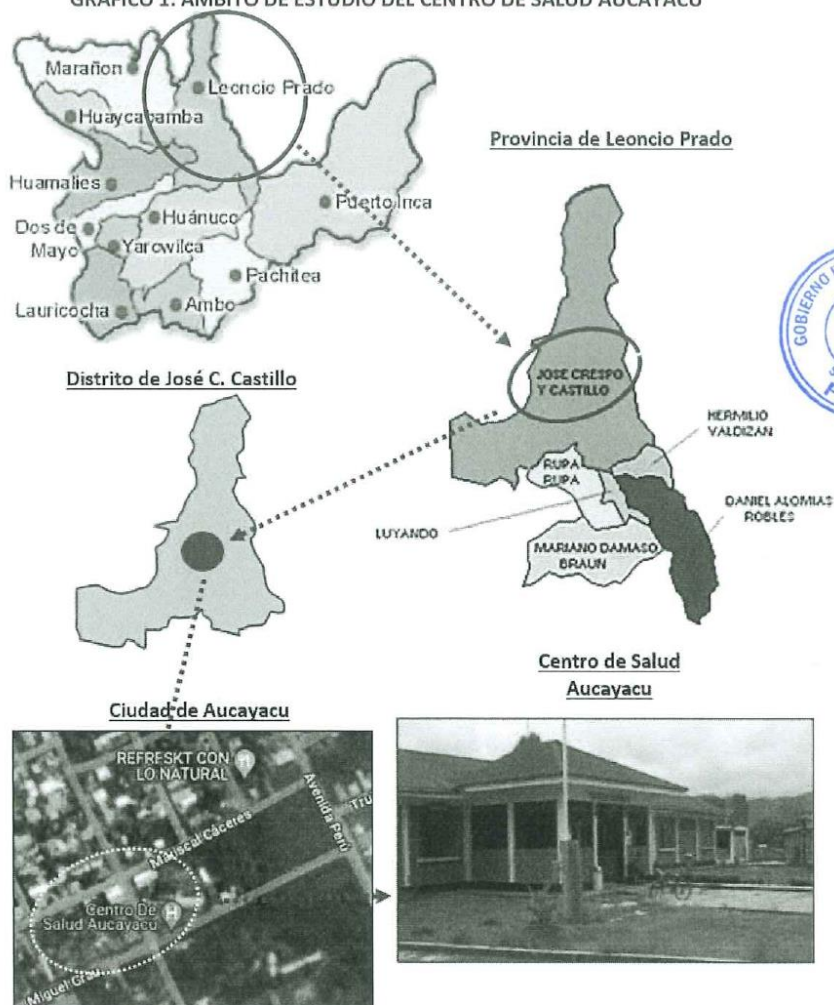 GRÁFICO 1: ÁMBITO DE ESTUDIO DEL CENTRO DE SALUD AUCAYACU
Marañon
Leoncio Prado
Huaycabamba
Huamalies
Huánuco
Puerto Inca
Dos de
Mayo
Yarowilca
Pachitea
Lauricocha
Ambo
Provincia de Leoncio Prado
JOSE CRESPO
Y CASTILLO
HERMILIO
VALDIZAN
RUPA
RUPA
LUYANDO
DANIEL ALOMIAS
ROBLES
MARIANO DAMASO
BRAUN
GOBIERNO
Distrito de José C. Castillo
Ciudad de Aucayacu
REFRESKT CON
LO NATURAL
Avenida Perú
Tru
Mariscal Cáceres
Centro De
Salud Aucayacu
H
Miguel Grau
Centro de Salud
Aucayacu